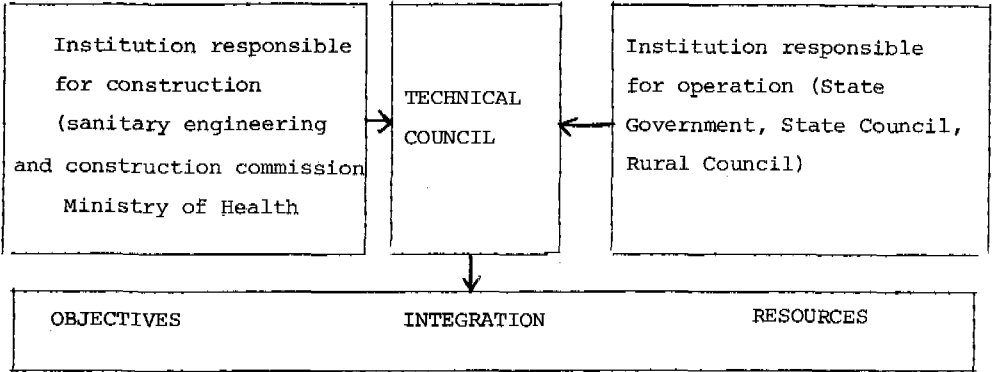 Institution responsible
for construction
(sanitary engineering
and construction commission
Ministry of Health
TECHNICAL
COUNCIL
Institution responsible
for operation (State
Government, State Council,
Rural Council)
OBJECTIVES INTEGRATION RESOURCES